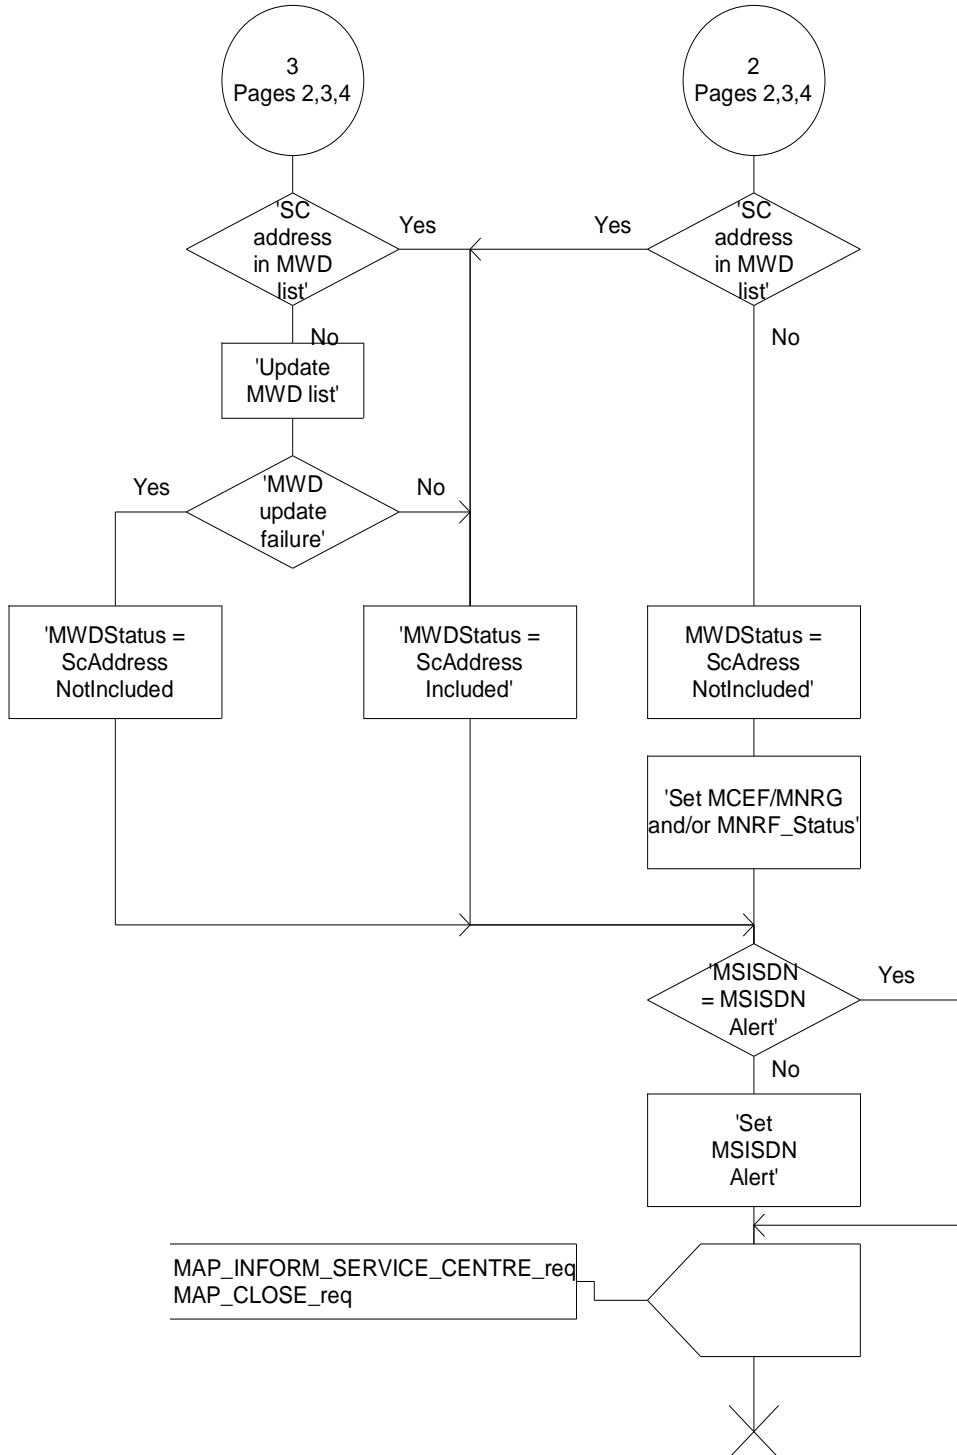 3
Pages 2,3,4
2
Pages 2,3,4
'SC
address
in MWD
list'
Yes
Yes
'SC
address
in MWD
list'
No
No
'Update
MWD list'
Yes
'MWD
update
failure'
No
'MWDStatus =
ScAddress
NotIncluded
'MWDStatus =
ScAddress
Included'
MWDStatus =
ScAdress
NotIncluded'
'Set MCEF/MNRG
and/or MNRF_Status'
'MSISDN
= MSISDN
Alert'
Yes
No
'Set
MSISDN
Alert'
MAP_INFORM_SERVICE_CENTRE_req
MAP_CLOSE_req